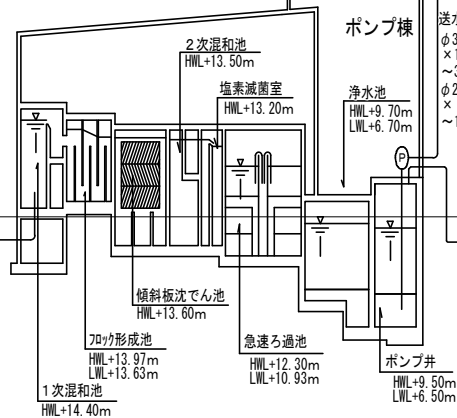 ポンプ棟
送水
φ3
×1
~3
φ2
×
~1
2次混和池
HWL+13.50m
塩素滅菌室
HWL+13.20m
浄水池
HWL+9.70m
LWL+6.70m
P
傾斜板沈でん池
HWL+13.60m
フロック形成池
HWL+13.97m
LWL+13.63m
1次混和池
HWL+14.40m
急速ろ過池
HWL+12.30m
LWL+10.93m
ポンプ井
HWL+9.50m
LWL+6.50m